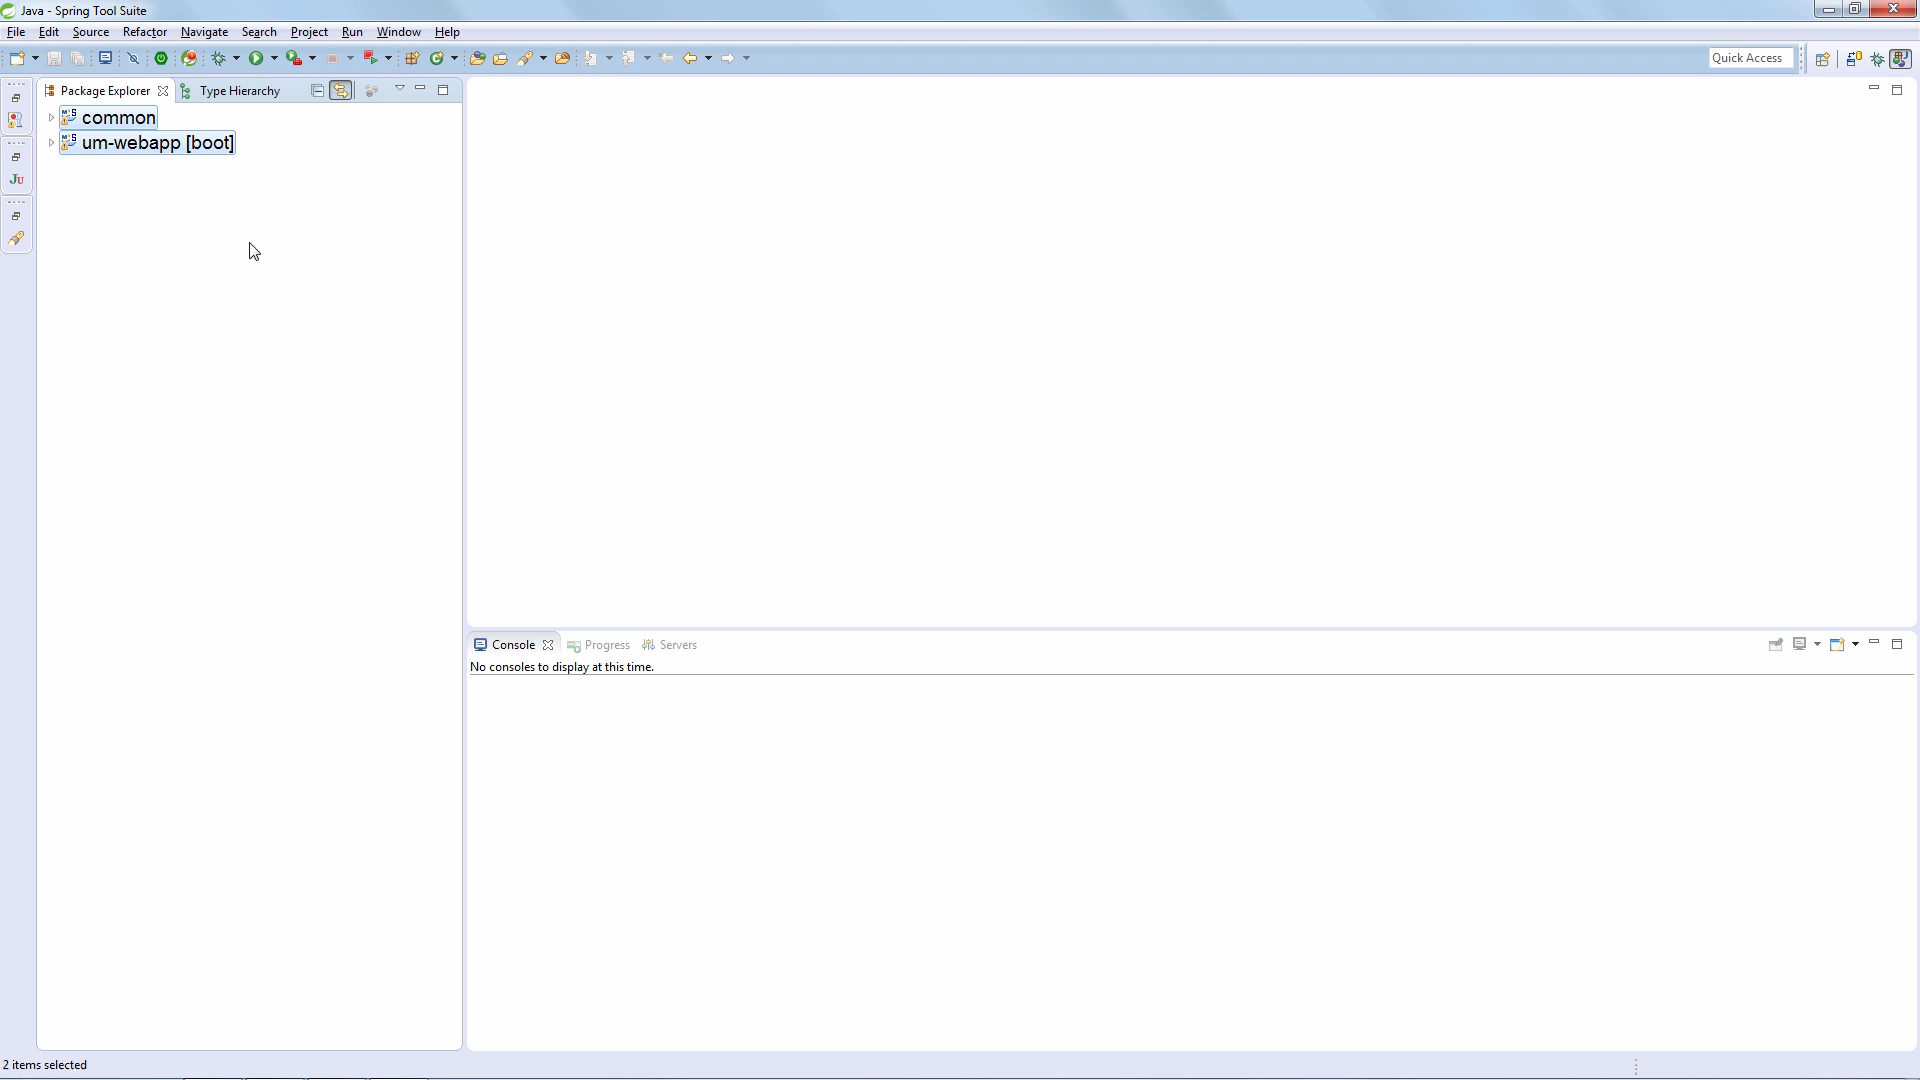 Java - Spring Tool Suite
File Edit Source Refactor Navigate Search Project Run Window Help
Quick Access
Package Explorer Type Hierarchy
common
um-webapp [boot]
Ju
Console Progress Servers
No consoles to display at this time.
2 items selected